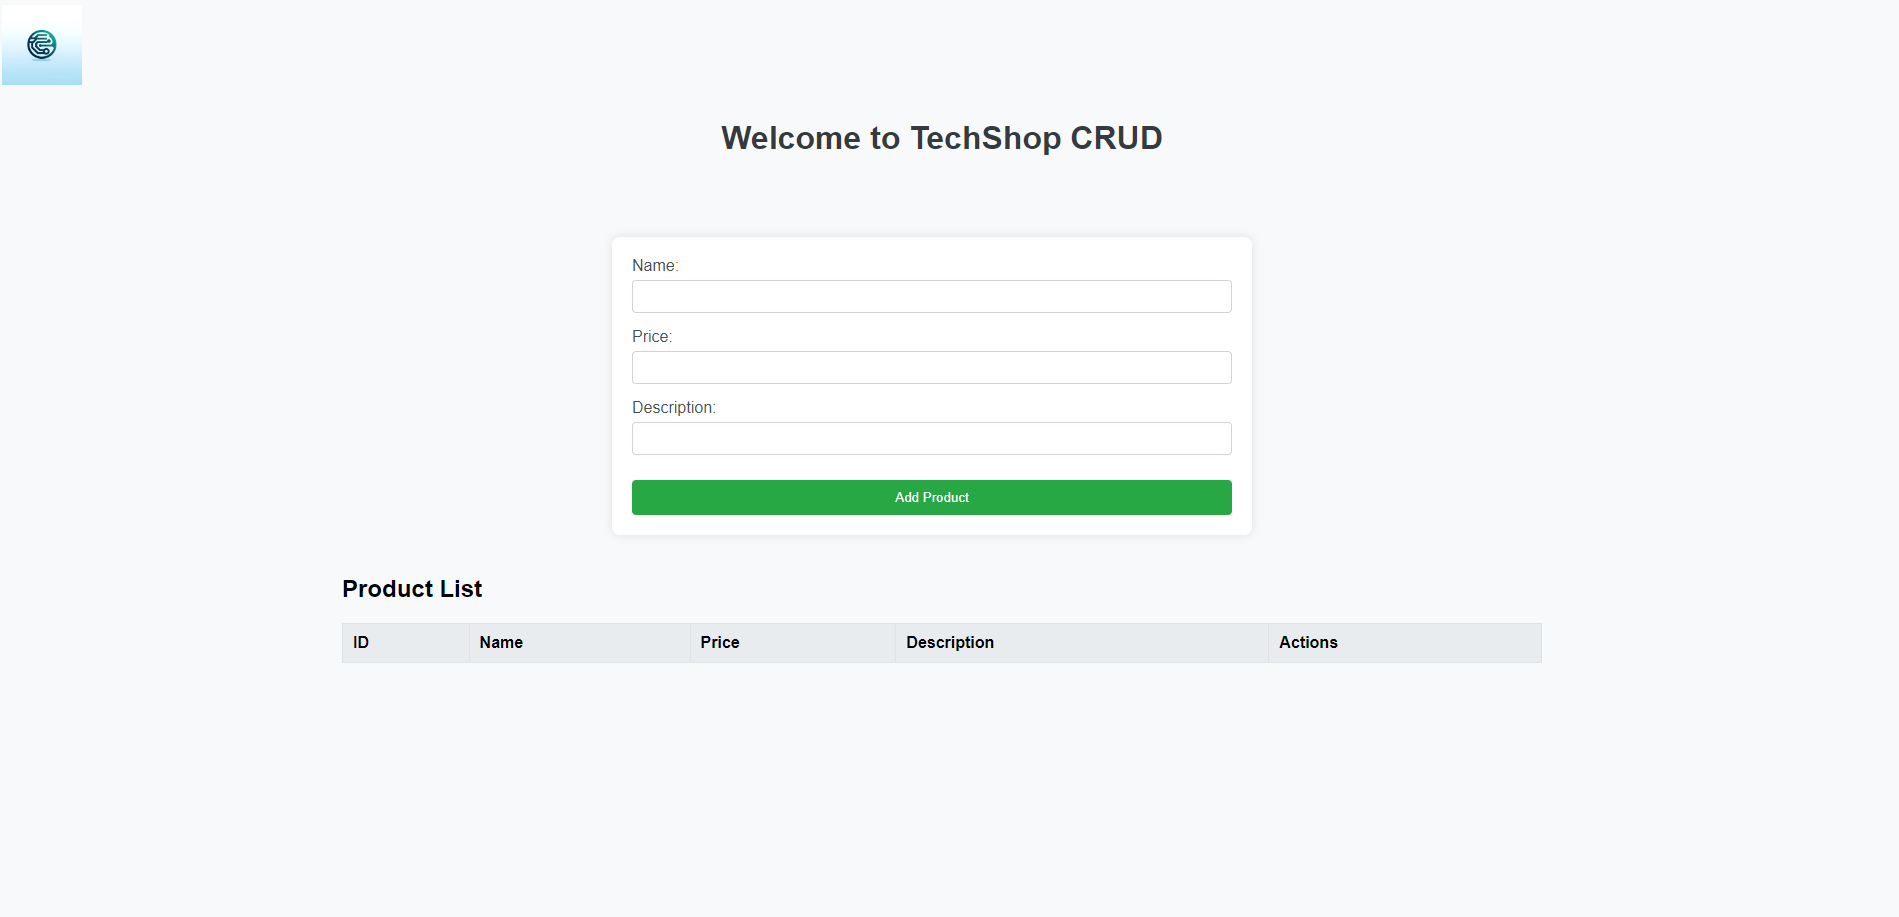 Welcome to TechShop CRUD
Name:
Price:
Description:
Add Product
Product List
ID Name Price Description Actions